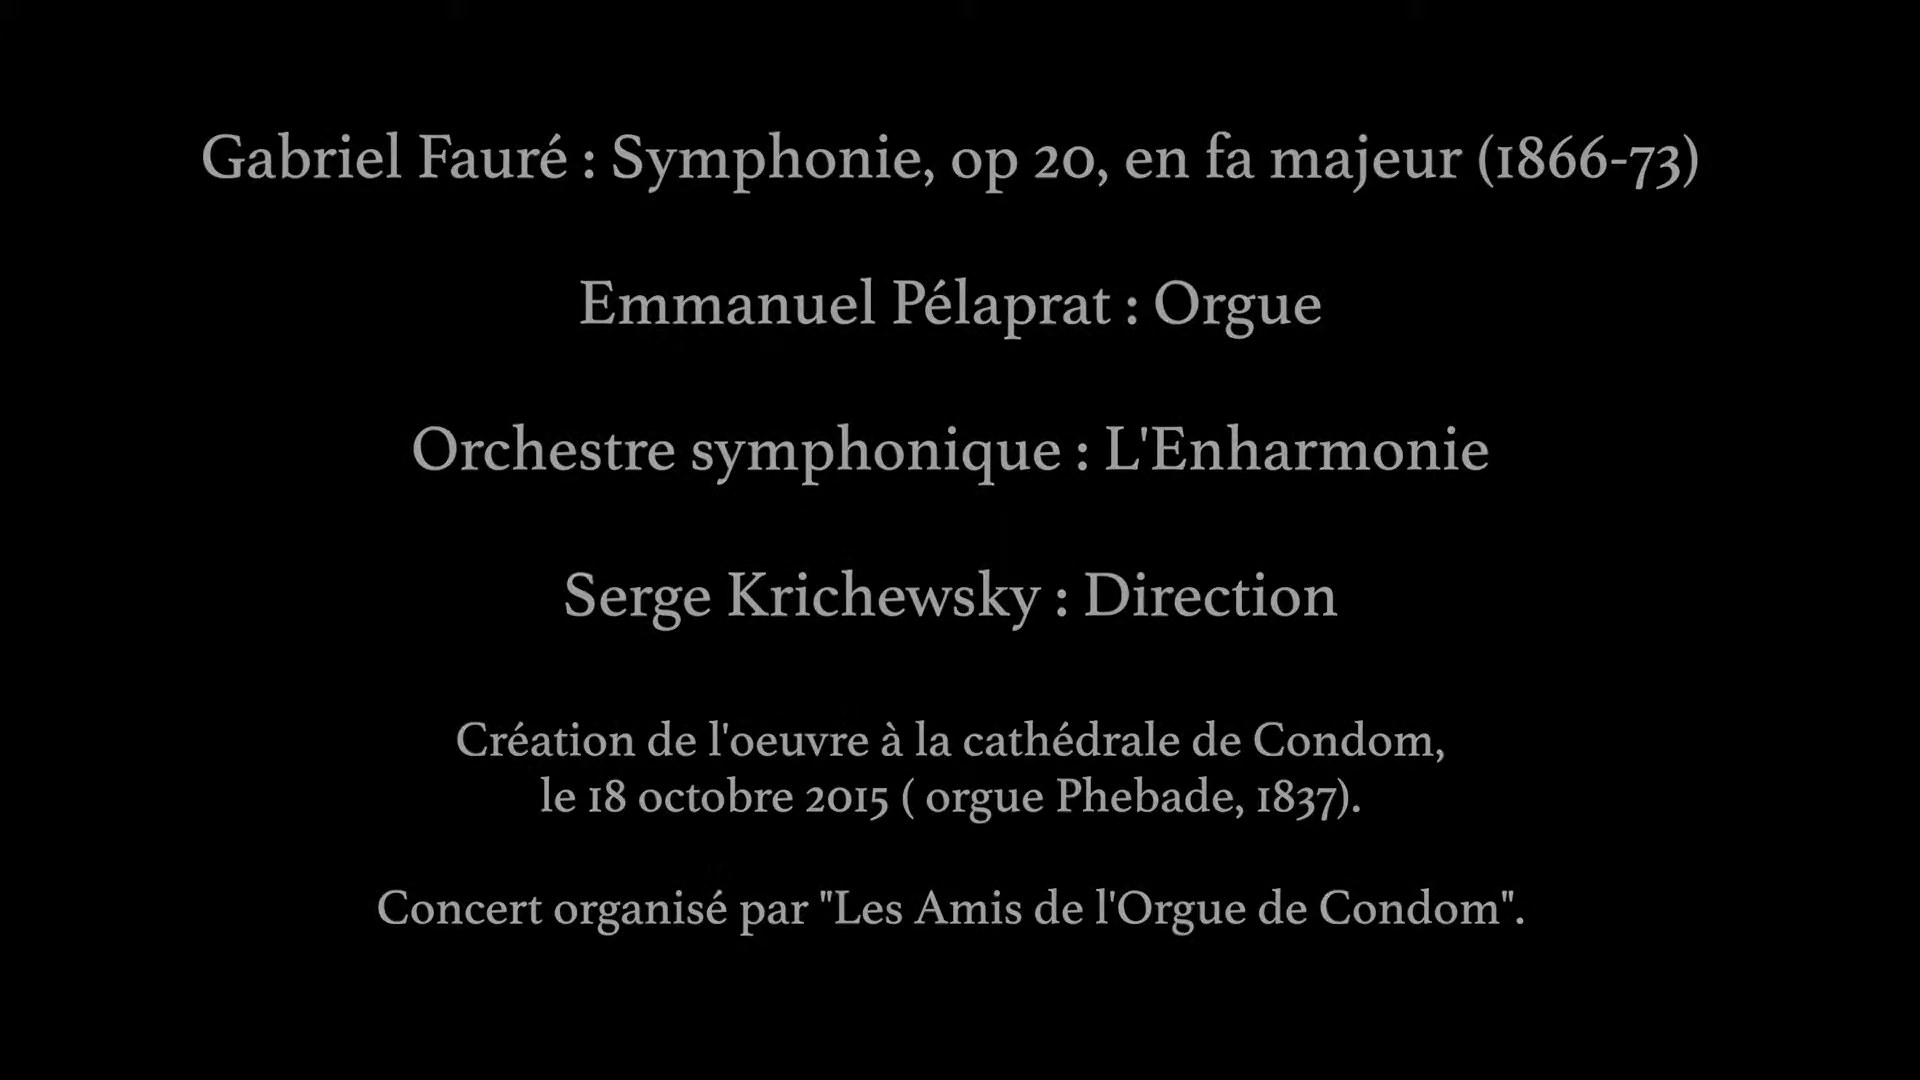 Gabriel Fauré : Symphonie, op 20, en fa majeur (1866-73)
Emmanuel Pélaprat : Orgue
Orchestre symphonique : L'Enharmonie
Serge Krichewsky : Direction
Création de l'oeuvre à la cathédrale de Condom,
le 18 octobre 2015 ( orgue Phebade, 1837).
Concert organisé par "Les Amis de l'Orgue de Condom".